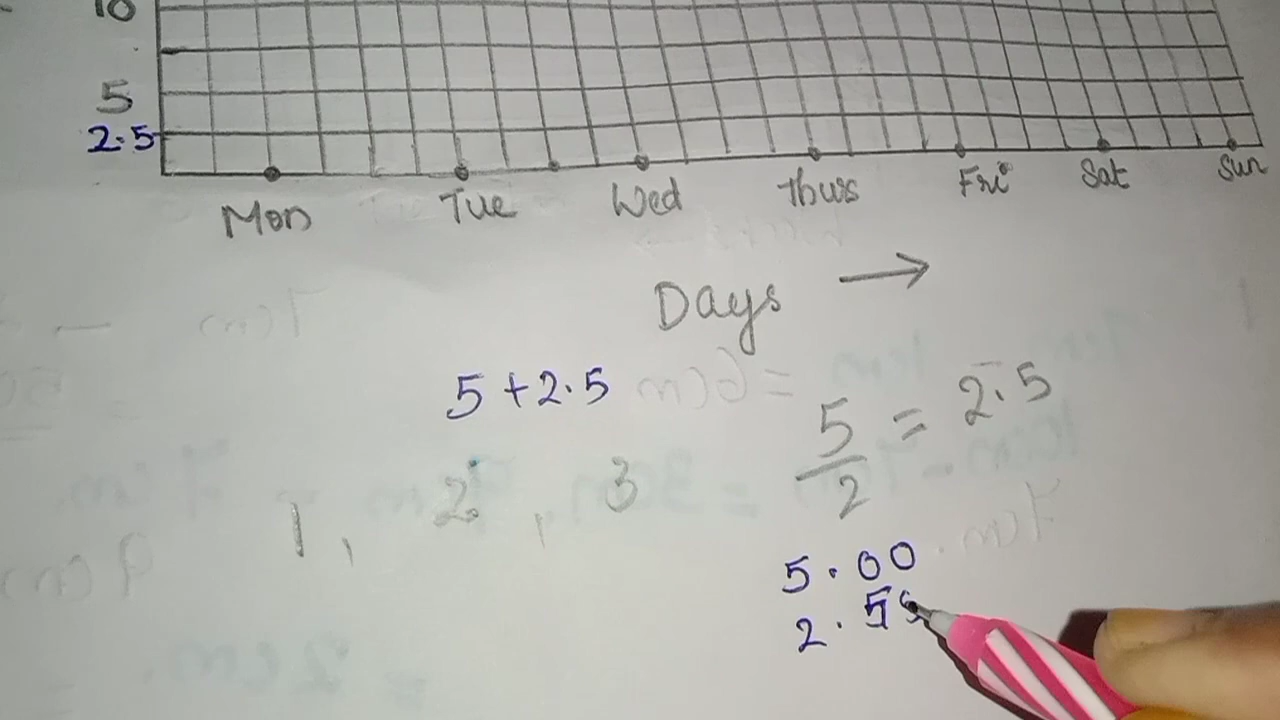 10
5
2.5
Mon Tue Wed Thus Fri Sat Sun
Days →
5 + 2.5
5/2 = 2.5
1, 2, 3
5.00
2.5